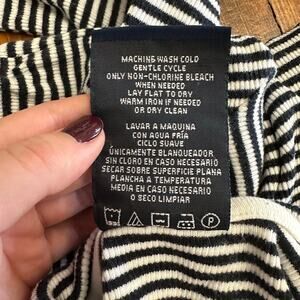 MACHINE WASH COLD
GENTLE CYCLE
ONLY NON-CHLORINE BLEACH
WHEN NEEDED
LAY FLAT TO DRY
WARM IRON IF NEEDED
OR DRY CLEAN
LAVAR A MAQUINA
CON AGUA FRÍA
CICLO SUAVE
ÚNICAMENTE BLANQUEADOR
SIN CLORO EN CASO NECESARIO
SECAR SOBRE SUPERFICIE PLANA
PLANCHA A TEMPERATURA
MEDIA EN CASO NECESARIO
O SECO LIMPIAR
P